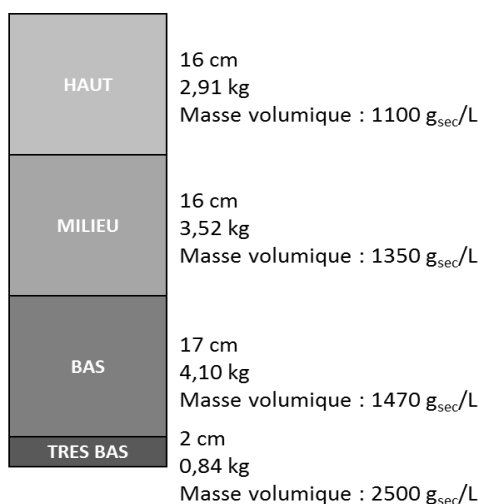 HAUT
16 cm
2,91 kg
Masse volumique : 1100 gsec/L
MILIEU
16 cm
3,52 kg
Masse volumique : 1350 gsec/L
BAS
17 cm
4,10 kg
Masse volumique : 1470 gsec/L
TRES BAS
2 cm
0,84 kg
Masse volumique : 2500 gsec/L